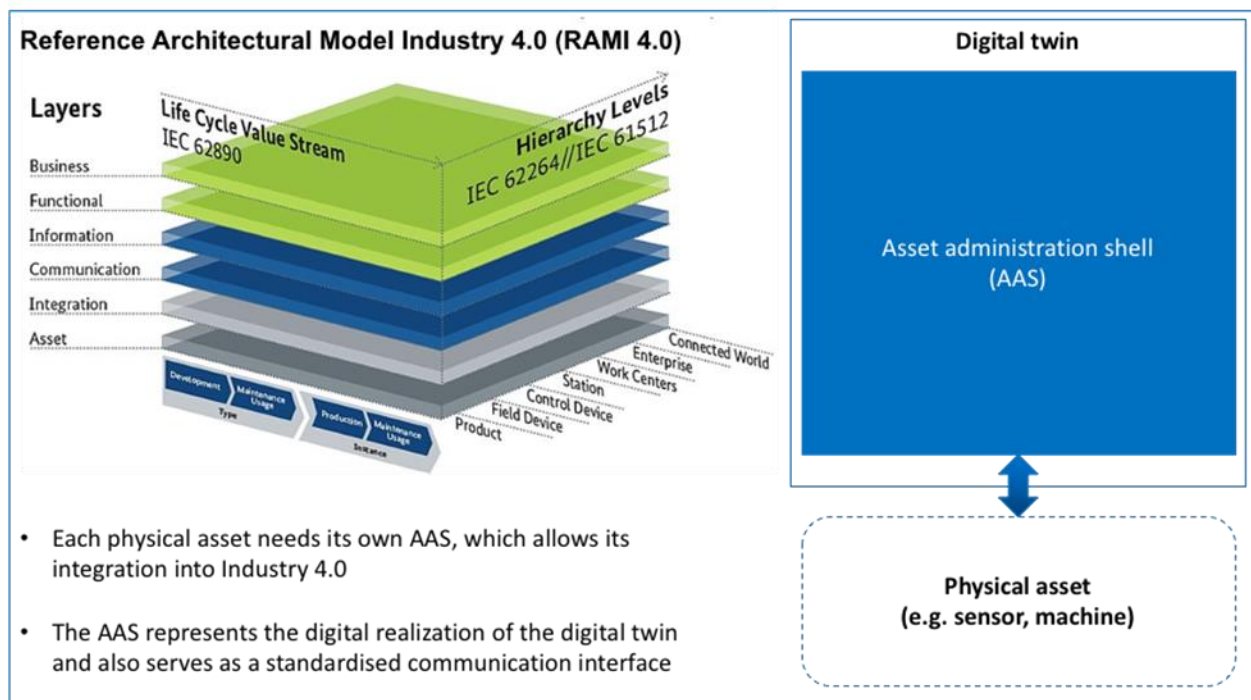 Reference Architectural Model Industry 4.0 (RAMI 4.0)
Layers
Life Cycle Value Stream
IEC 62890
Hierarchy Levels
IEC 62264//IEC 61512
Business
Functional
Information
Communication
Integration
Asset
Development
Maintenance
Usage
Type
Production
Maintenance
Usage
Instance
Connected World
Enterprise
Work Centers
Station
Control Device
Field Device
Product
• Each physical asset needs its own AAS, which allows its
integration into Industry 4.0
• The AAS represents the digital realization of the digital twin
and also serves as a standardised communication interface
Digital twin
Asset administration shell
(AAS)
Physical asset
(e.g. sensor, machine)